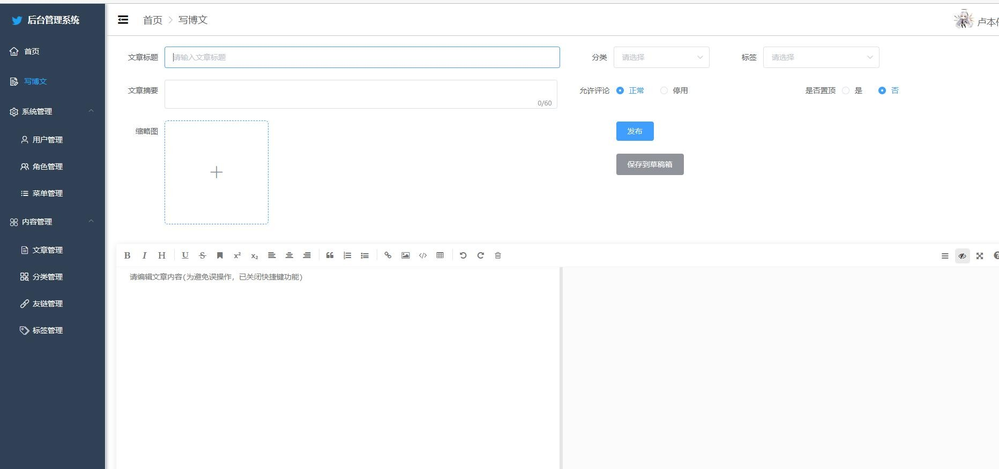 后台管理系统
首页
写博文
系统管理
用户管理
角色管理
菜单管理
内容管理
文章管理
分类管理
友链管理
标签管理
首页 > 写博文
卢本
文章标题 请输入文章标题 分类 请选择 标签 请选择
文章摘要 0/60 允许评论 正常 停用 是否置顶 是 否
缩略图 发布
保存到草稿箱
B I H U S x² x₂
请编辑文章内容(为避免误操作，已关闭快捷键功能)